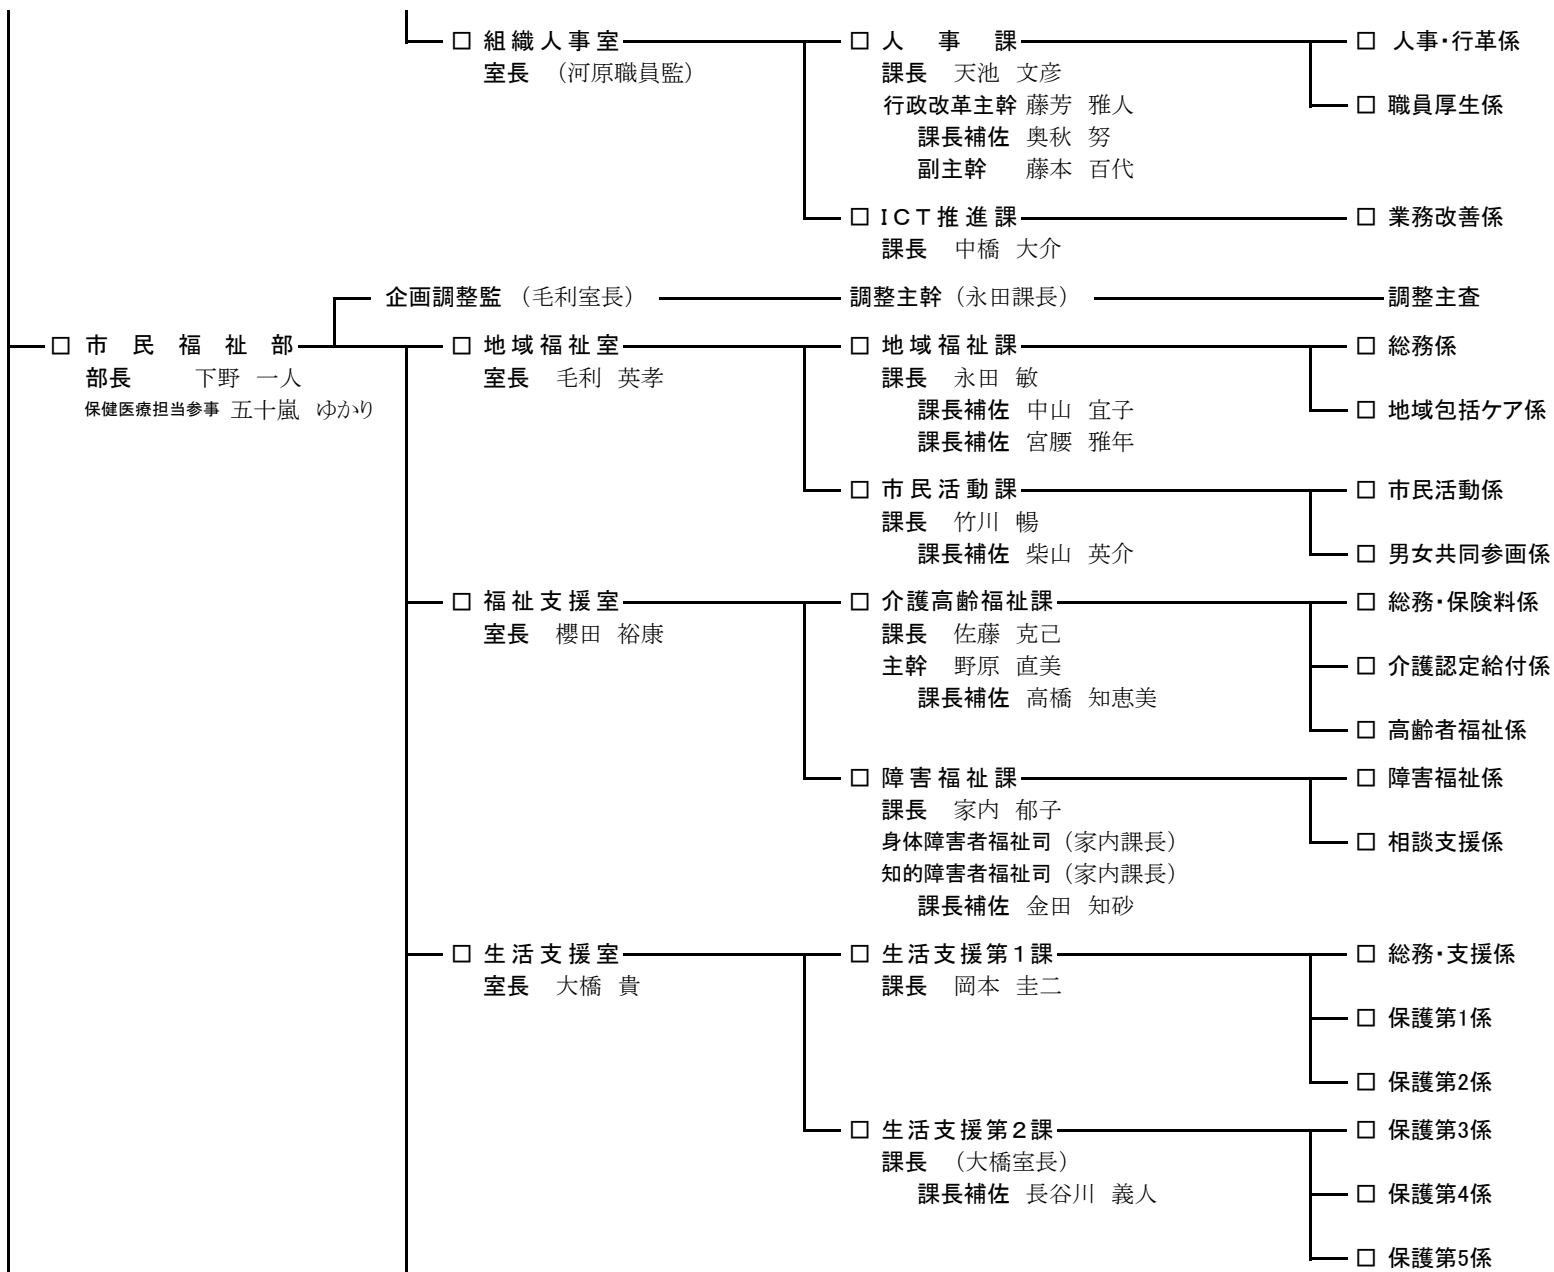 □ 組織人事室 □ 人事課 □ 人事・行革係
室長 （河原職員監） 課長 天池 文彦
行政改革主幹 藤芳 雅人 □ 職員厚生係
課長補佐 奥秋 努
副主幹 藤本 百代
□ ICT推進課 □ 業務改善係
課長 中橋 大介
企画調整監 （毛利室長） 調整主幹（永田課長） 調整主査
□ 市民福祉部 □ 地域福祉室 □ 地域福祉課 □ 総務係
部長 下野 一人 室長 毛利 英孝 課長 永田 敏
保健医療担当参事 五十嵐 ゆかり 課長補佐 中山 宜子 □ 地域包括ケア係
課長補佐 宮腰 雅年
□ 市民活動課 □ 市民活動係
課長 竹川 暢
課長補佐 柴山 英介 □ 男女共同参画係
□ 福祉支援室 □ 介護高齢福祉課 □ 総務・保険料係
室長 櫻田 裕康 課長 佐藤 克己
主幹 野原 直美 □ 介護認定給付係
課長補佐 高橋 知恵美
□ 高齢者福祉係
□ 障害福祉課 □ 障害福祉係
課長 家内 郁子
身体障害者福祉司（家内課長） □ 相談支援係
知的障害者福祉司（家内課長）
課長補佐 金田 知砂
□ 生活支援室 □ 生活支援第1課 □ 総務・支援係
室長 大橋 貴 課長 岡本 圭二
□ 保護第1係
□ 保護第2係
□ 生活支援第2課 □ 保護第3係
課長 （大橋室長）
課長補佐 長谷川 義人 □ 保護第4係
□ 保護第5係